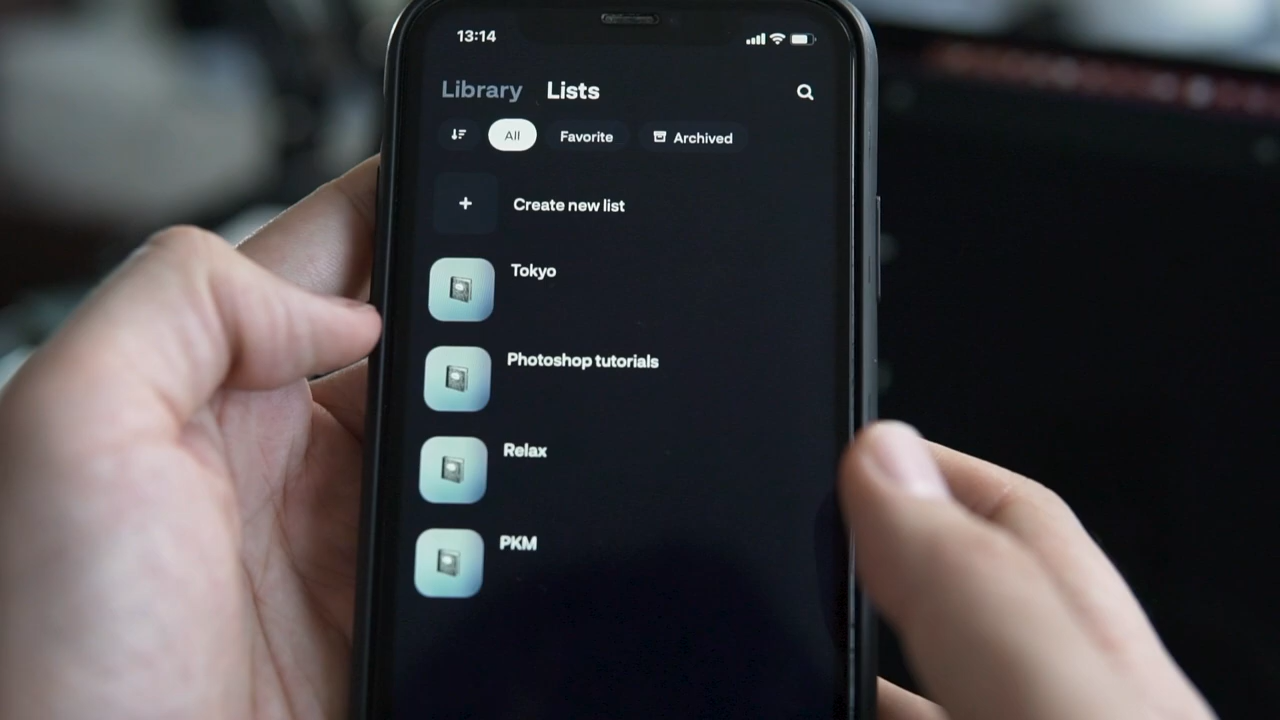 13:14
Library Lists
All Favorite Archived
+ Create new list
Tokyo
Photoshop tutorials
Relax
PKM